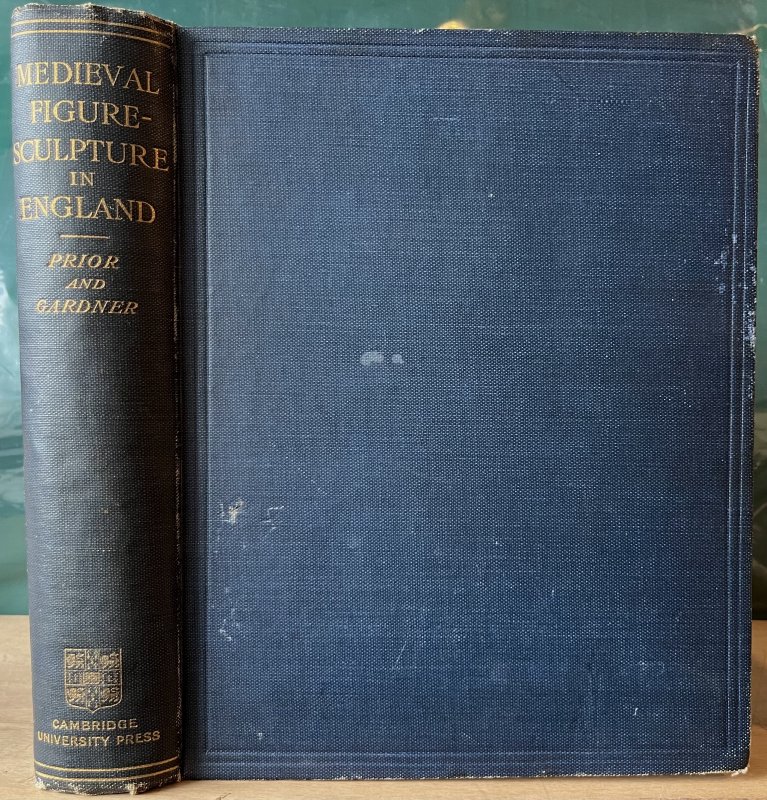 MEDIEVAL
FIGURE-
SCULPTURE
IN
ENGLAND
PRIOR
AND
GARDNER
CAMBRIDGE
UNIVERSITY PRESS